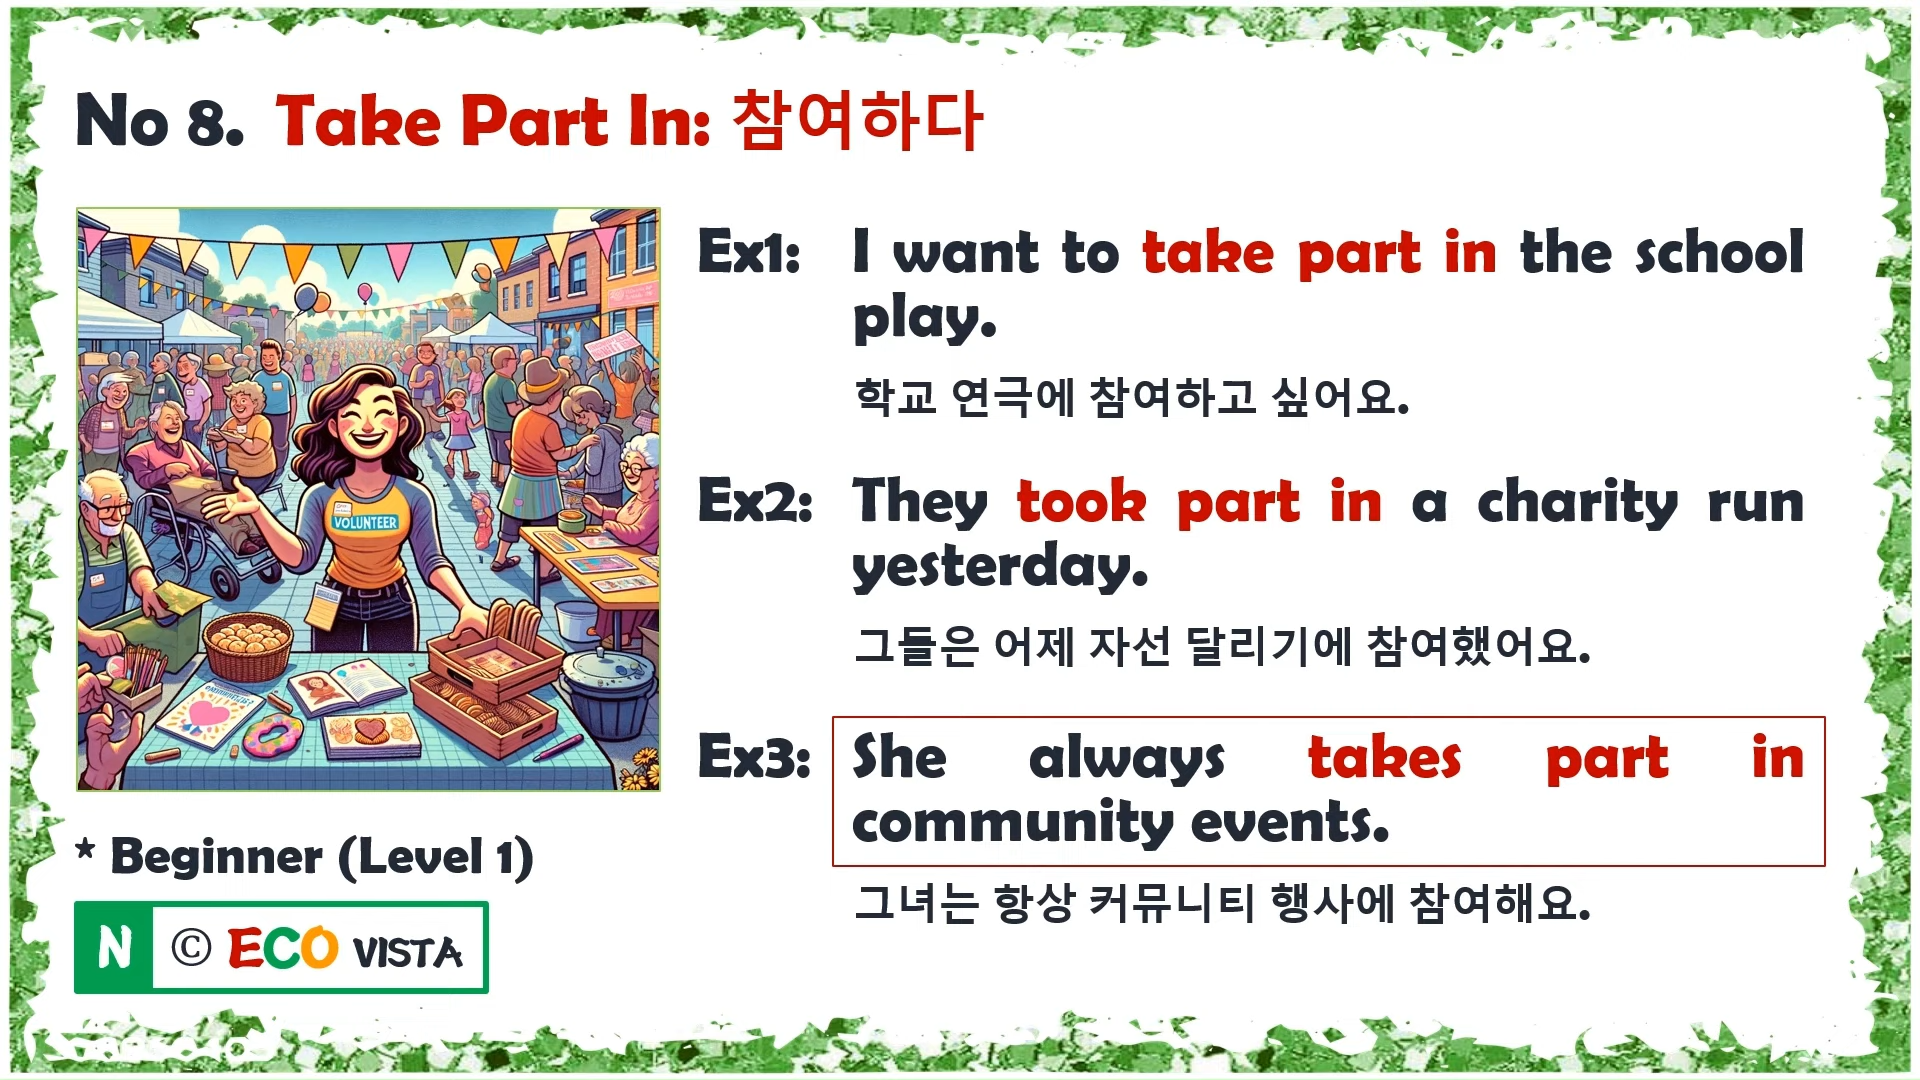 No 8. Take Part In: 참여하다
Ex1: I want to take part in the school
play.
학교 연극에 참여하고 싶어요.
Ex2: They took part in a charity run
yesterday.
그들은 어제 자선 달리기에 참여했어요.
Ex3: She always takes part in
community events.
그녀는 항상 커뮤니티 행사에 참여해요.
VOLUNTEER
* Beginner (Level 1)
N © ECO VISTA